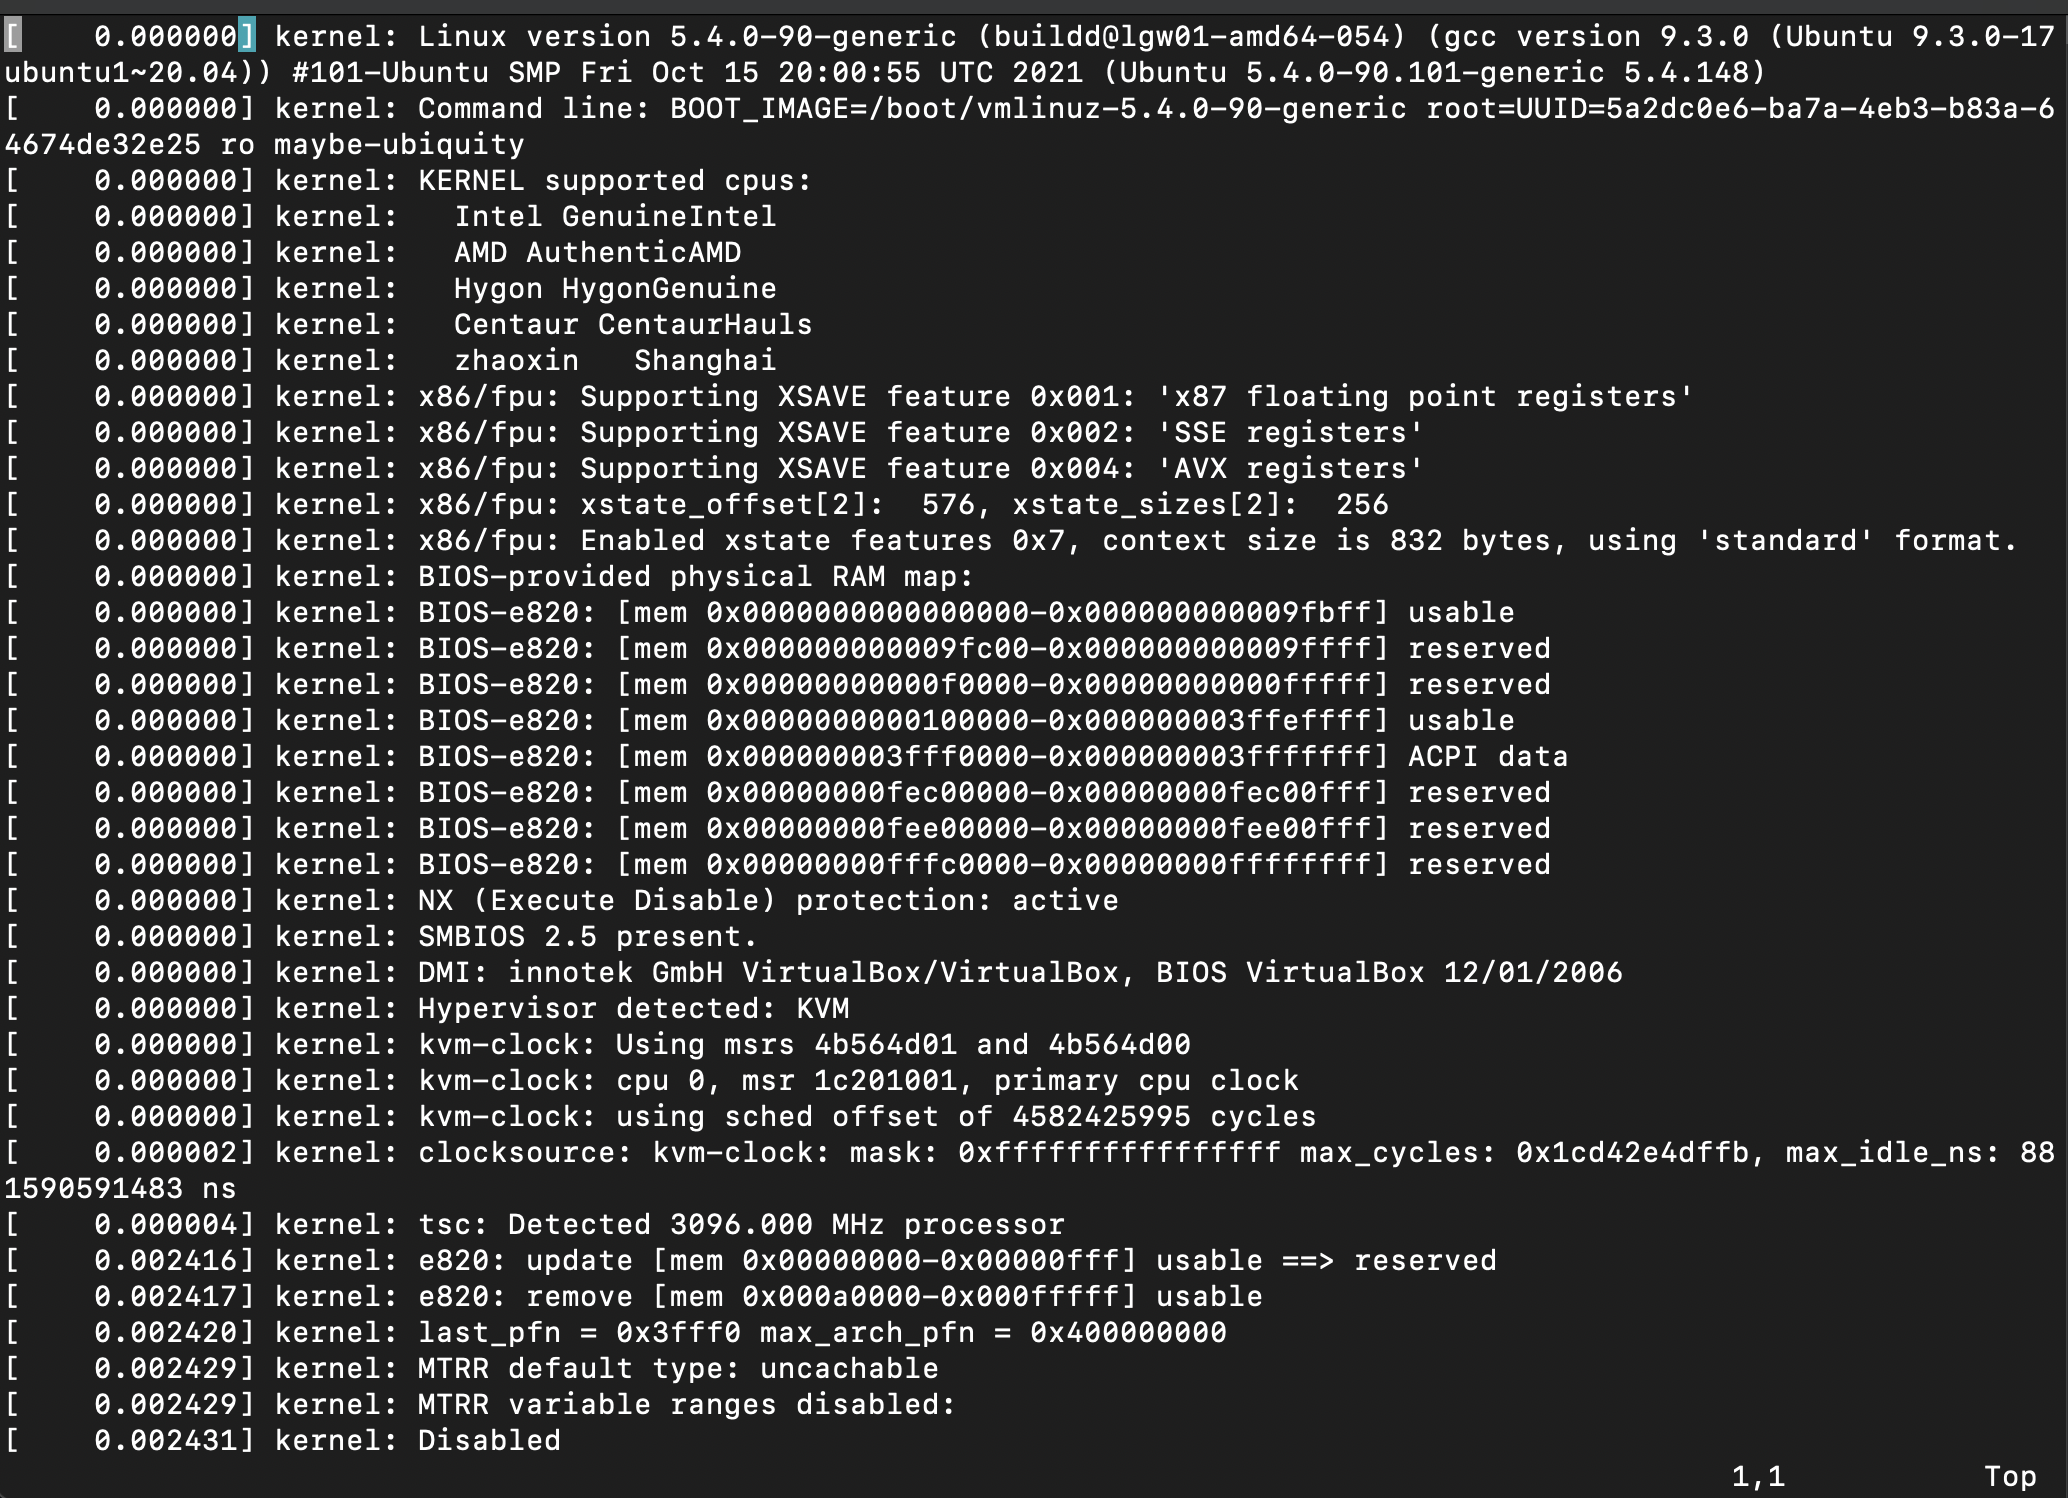 [    0.000000] kernel: Linux version 5.4.0-90-generic (buildd@lgw01-amd64-054) (gcc version 9.3.0 (Ubuntu 9.3.0-17
ubuntu1~20.04)) #101-Ubuntu SMP Fri Oct 15 20:00:55 UTC 2021 (Ubuntu 5.4.0-90.101-generic 5.4.148)
[    0.000000] kernel: Command line: BOOT_IMAGE=/boot/vmlinuz-5.4.0-90-generic root=UUID=5a2dc0e6-ba7a-4eb3-b83a-6
4674de32e25 ro maybe-ubiquity
[    0.000000] kernel: KERNEL supported cpus:
[    0.000000] kernel:   Intel GenuineIntel
[    0.000000] kernel:   AMD AuthenticAMD
[    0.000000] kernel:   Hygon HygonGenuine
[    0.000000] kernel:   Centaur CentaurHauls
[    0.000000] kernel:   zhaoxin   Shanghai
[    0.000000] kernel: x86/fpu: Supporting XSAVE feature 0x001: 'x87 floating point registers'
[    0.000000] kernel: x86/fpu: Supporting XSAVE feature 0x002: 'SSE registers'
[    0.000000] kernel: x86/fpu: Supporting XSAVE feature 0x004: 'AVX registers'
[    0.000000] kernel: x86/fpu: xstate_offset[2]:  576, xstate_sizes[2]:  256
[    0.000000] kernel: x86/fpu: Enabled xstate features 0x7, context size is 832 bytes, using 'standard' format.
[    0.000000] kernel: BIOS-provided physical RAM map:
[    0.000000] kernel: BIOS-e820: [mem 0x0000000000000000-0x000000000009fbff] usable
[    0.000000] kernel: BIOS-e820: [mem 0x000000000009fc00-0x000000000009ffff] reserved
[    0.000000] kernel: BIOS-e820: [mem 0x00000000000f0000-0x00000000000fffff] reserved
[    0.000000] kernel: BIOS-e820: [mem 0x0000000000100000-0x000000003ffeffff] usable
[    0.000000] kernel: BIOS-e820: [mem 0x000000003fff0000-0x000000003fffffff] ACPI data
[    0.000000] kernel: BIOS-e820: [mem 0x00000000fec00000-0x00000000fec00fff] reserved
[    0.000000] kernel: BIOS-e820: [mem 0x00000000fee00000-0x00000000fee00fff] reserved
[    0.000000] kernel: BIOS-e820: [mem 0x00000000fffc0000-0x00000000ffffffff] reserved
[    0.000000] kernel: NX (Execute Disable) protection: active
[    0.000000] kernel: SMBIOS 2.5 present.
[    0.000000] kernel: DMI: innotek GmbH VirtualBox/VirtualBox, BIOS VirtualBox 12/01/2006
[    0.000000] kernel: Hypervisor detected: KVM
[    0.000000] kernel: kvm-clock: Using msrs 4b564d01 and 4b564d00
[    0.000000] kernel: kvm-clock: cpu 0, msr 1c201001, primary cpu clock
[    0.000000] kernel: kvm-clock: using sched offset of 4582425995 cycles
[    0.000002] kernel: clocksource: kvm-clock: mask: 0xffffffffffffffff max_cycles: 0x1cd42e4dffb, max_idle_ns: 88
1590591483 ns
[    0.000004] kernel: tsc: Detected 3096.000 MHz processor
[    0.002416] kernel: e820: update [mem 0x00000000-0x00000fff] usable ==> reserved
[    0.002417] kernel: e820: remove [mem 0x000a0000-0x000fffff] usable
[    0.002420] kernel: last_pfn = 0x3fff0 max_arch_pfn = 0x400000000
[    0.002429] kernel: MTRR default type: uncachable
[    0.002429] kernel: MTRR variable ranges disabled:
[    0.002431] kernel: Disabled
1,1           Top